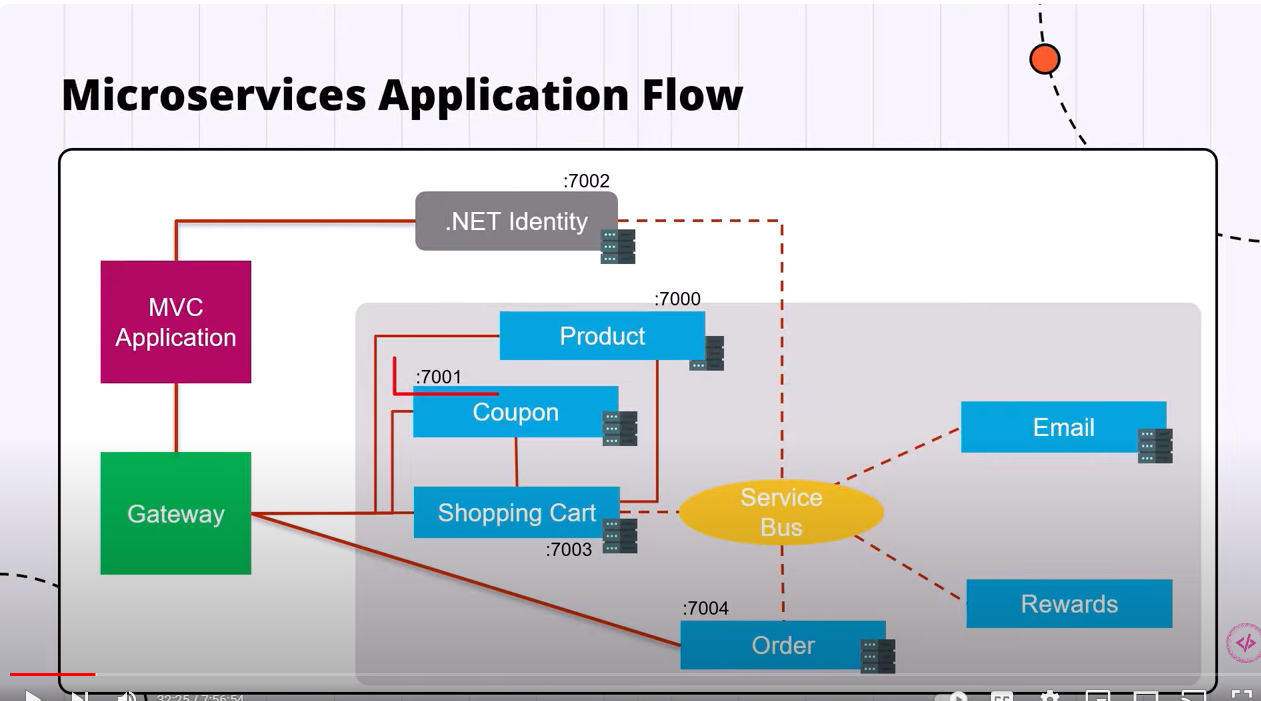 Microservices Application Flow
:7002
.NET Identity
MVC
Application
:7000
Product
:7001
Coupon
Email
Gateway
Shopping Cart
Service
Bus
:7003
Rewards
:7004
Order
32:25 / 7:56:54
CC